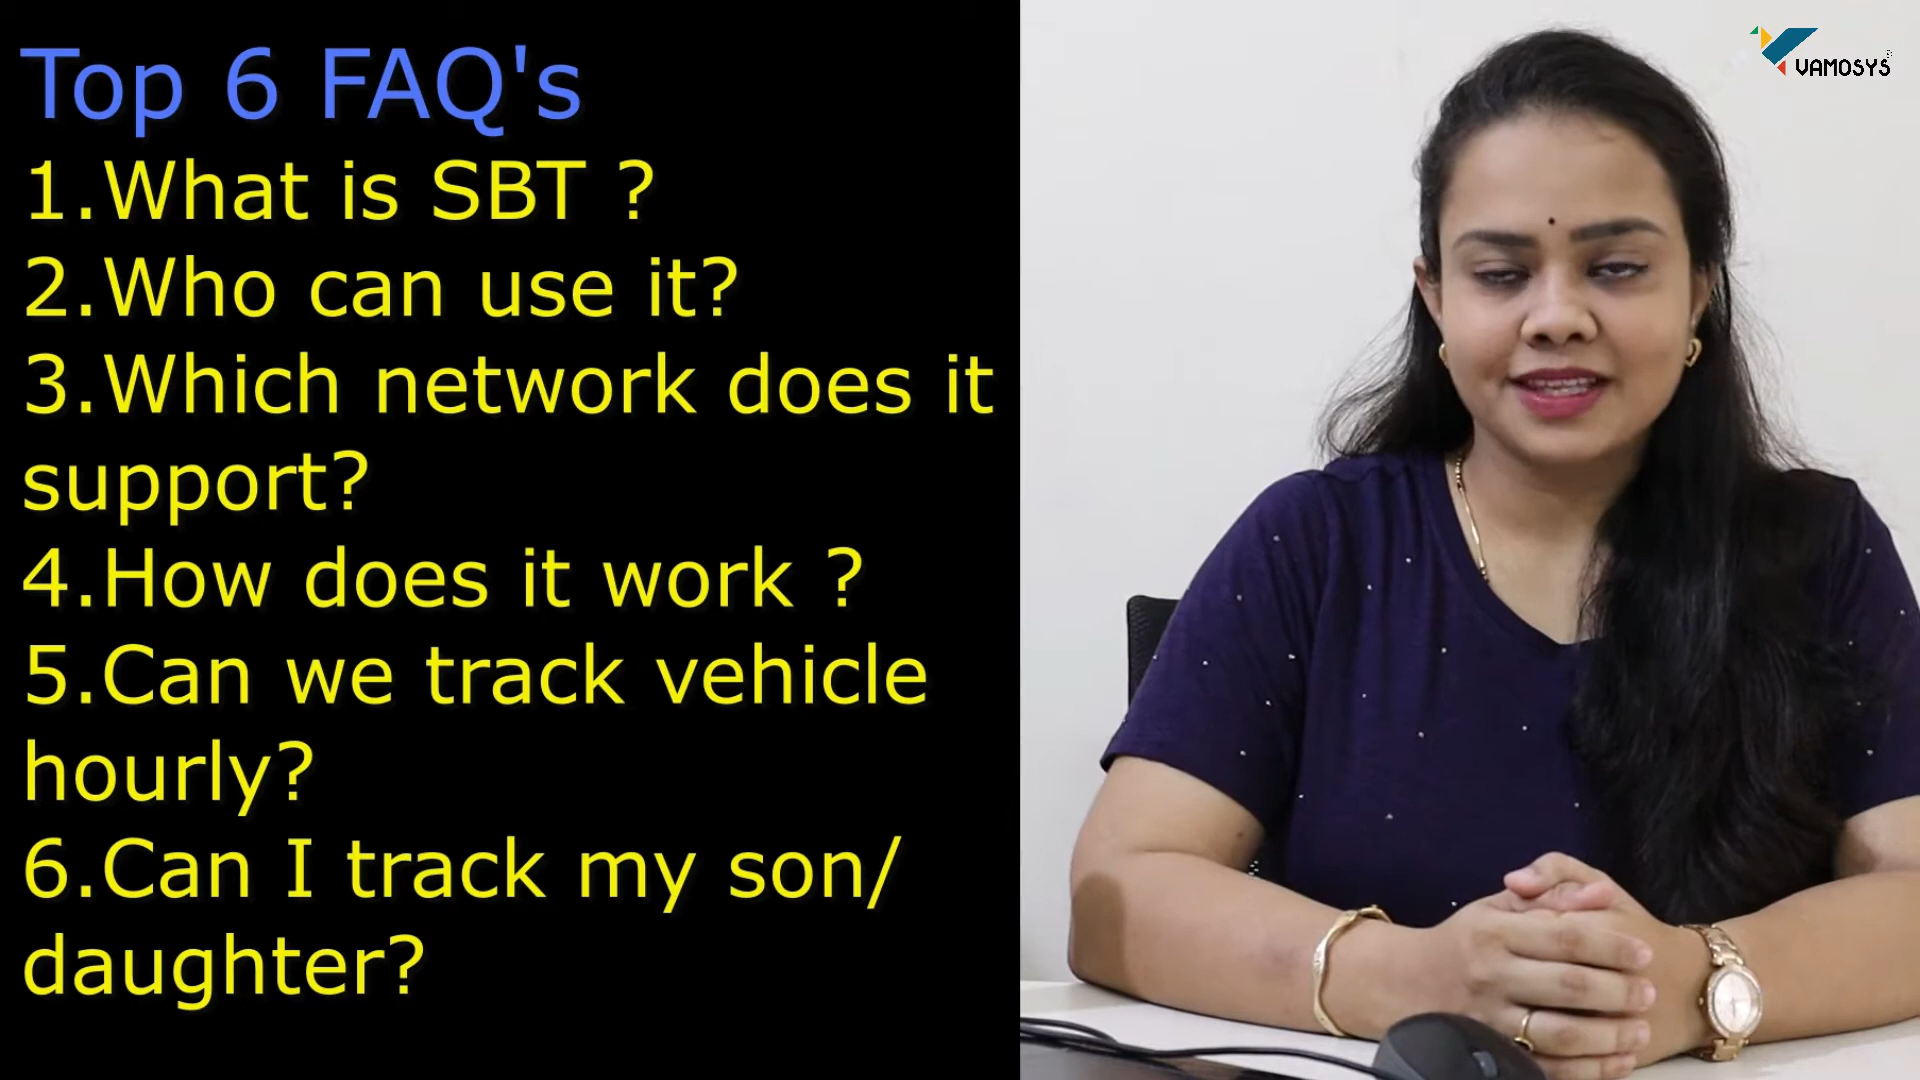 Top 6 FAQ's
1.What is SBT ?
2.Who can use it?
3.Which network does it
support?
4.How does it work ?
5.Can we track vehicle
hourly?
6.Can I track my son/
daughter?
VAMOSYS